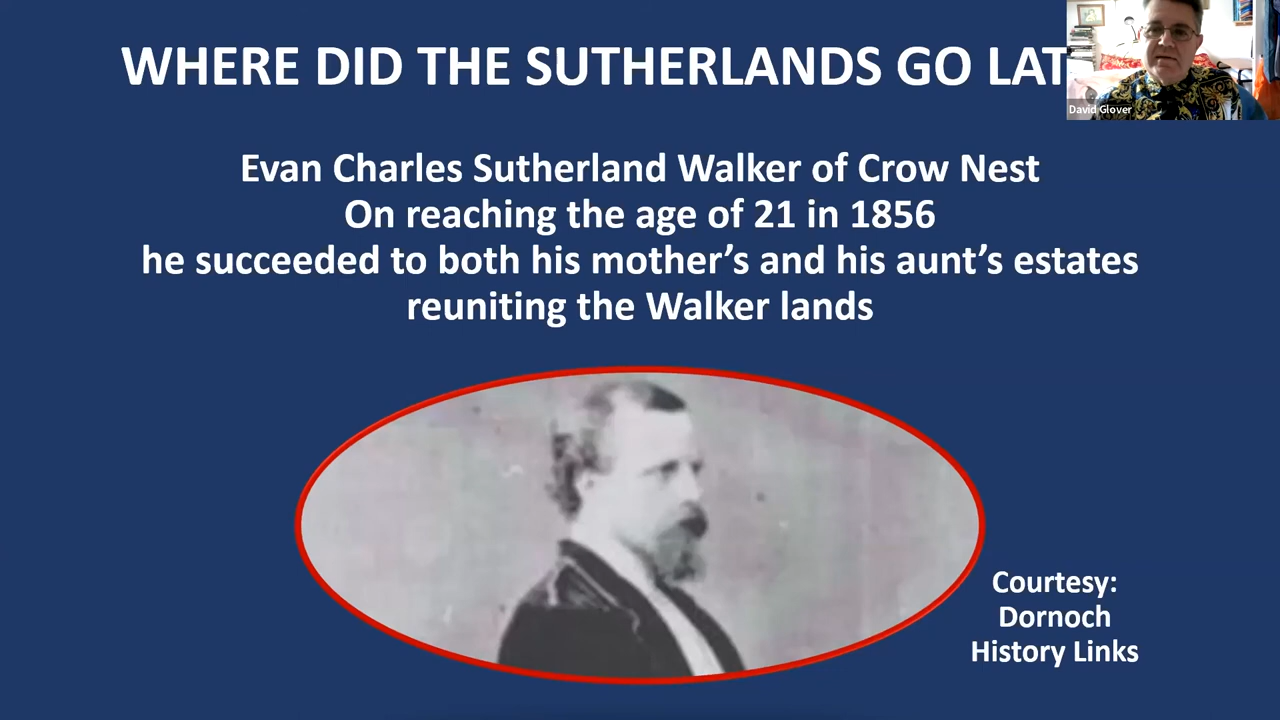 WHERE DID THE SUTHERLANDS GO LAT
David Glover
Evan Charles Sutherland Walker of Crow Nest
On reaching the age of 21 in 1856
he succeeded to both his mother’s and his aunt’s estates
reuniting the Walker lands
Courtesy:
Dornoch
History Links